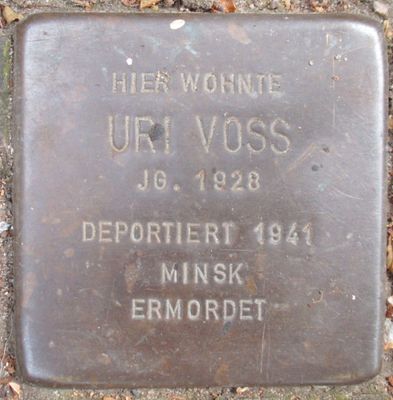 HIER WOHNTE
URI VOSS
JG. 1928
DEPORTIERT 1941
MINSK
ERMORDET